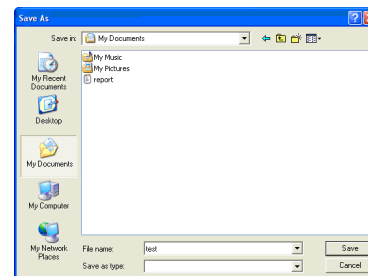 Save As
Save in:
My Documents
My Music
My Pictures
report
My Recent
Documents
Desktop
My Documents
My Computer
My Network
Places
File name:
test
Save
Save as type:
Cancel